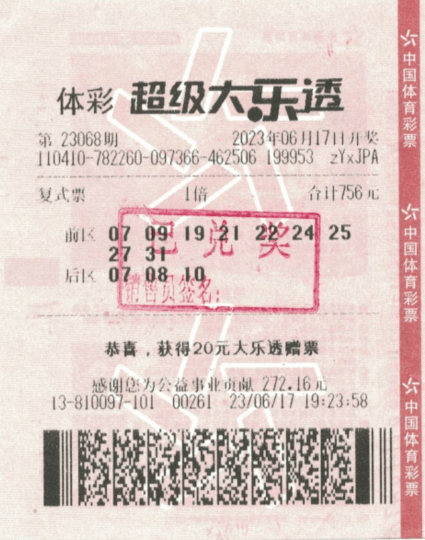 体彩 超级大乐透
第 23068期 2023年06月17日开奖
110410-782260-097366-462506 199953 zYxJPA
复式票 1倍 合计756元
已兑奖
前区 07 09 19 21 22 24 25
27 31
后区 07 08 10
销售员签名:
恭喜，获得20元大乐透赠票
感谢您为公益事业贡献 272.16元
13-810097-101 00261 23/06/17 19:23:58
中国体育彩票
中国体育彩票
中国体育彩票